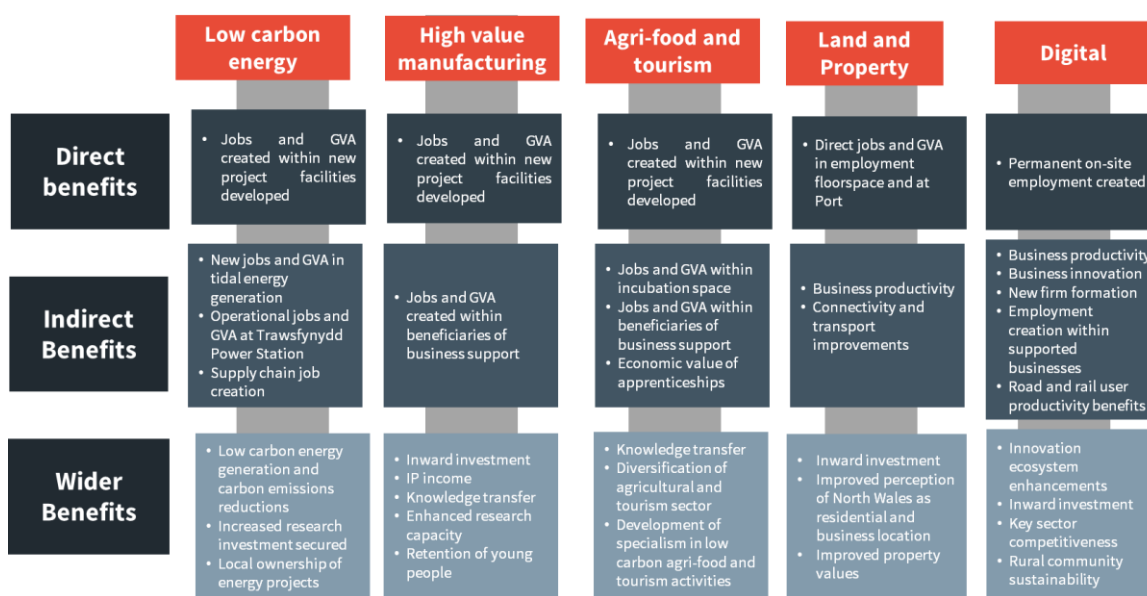 Low carbon
energy
High value
manufacturing
Agri-food and
tourism
Land and
Property
Digital
Direct
benefits
• Jobs and GVA
created within new
project facilities
developed
• Jobs and GVA
created within new
project facilities
developed
• Jobs and GVA
created within new
project facilities
developed
• Direct jobs and GVA
in employment
floorspace and at
Port
• Permanent on-site
employment created
Indirect
Benefits
• New jobs and GVA in
tidal energy
generation
• Operational jobs and
GVA at Trawsfynydd
Power Station
• Supply chain job
creation
• Jobs and GVA
created within
beneficiaries of
business support
• Jobs and GVA within
incubation space
• Jobs and GVA within
beneficiaries of
business support
• Economic value of
apprenticeships
• Business productivity
• Connectivity and
transport
improvements
• Business productivity
• Business innovation
• New firm formation
• Employment
creation within
supported
businesses
• Road and rail user
productivity benefits
Wider
Benefits
• Low carbon energy
generation and
carbon emissions
reductions
• Increased research
investment secured
• Local ownership of
energy projects
• Inward investment
• IP income
• Knowledge transfer
• Enhanced research
capacity
• Retention of young
people
• Knowledge transfer
• Diversification of
agricultural and
tourism sector
• Development of
specialism in low
carbon agri-food and
tourism activities
• Inward investment
• Improved perception
of North Wales as
residential and
business location
• Improved property
values
• Innovation
ecosystem
enhancements
• Inward investment
• Key sector
competitiveness
• Rural community
sustainability